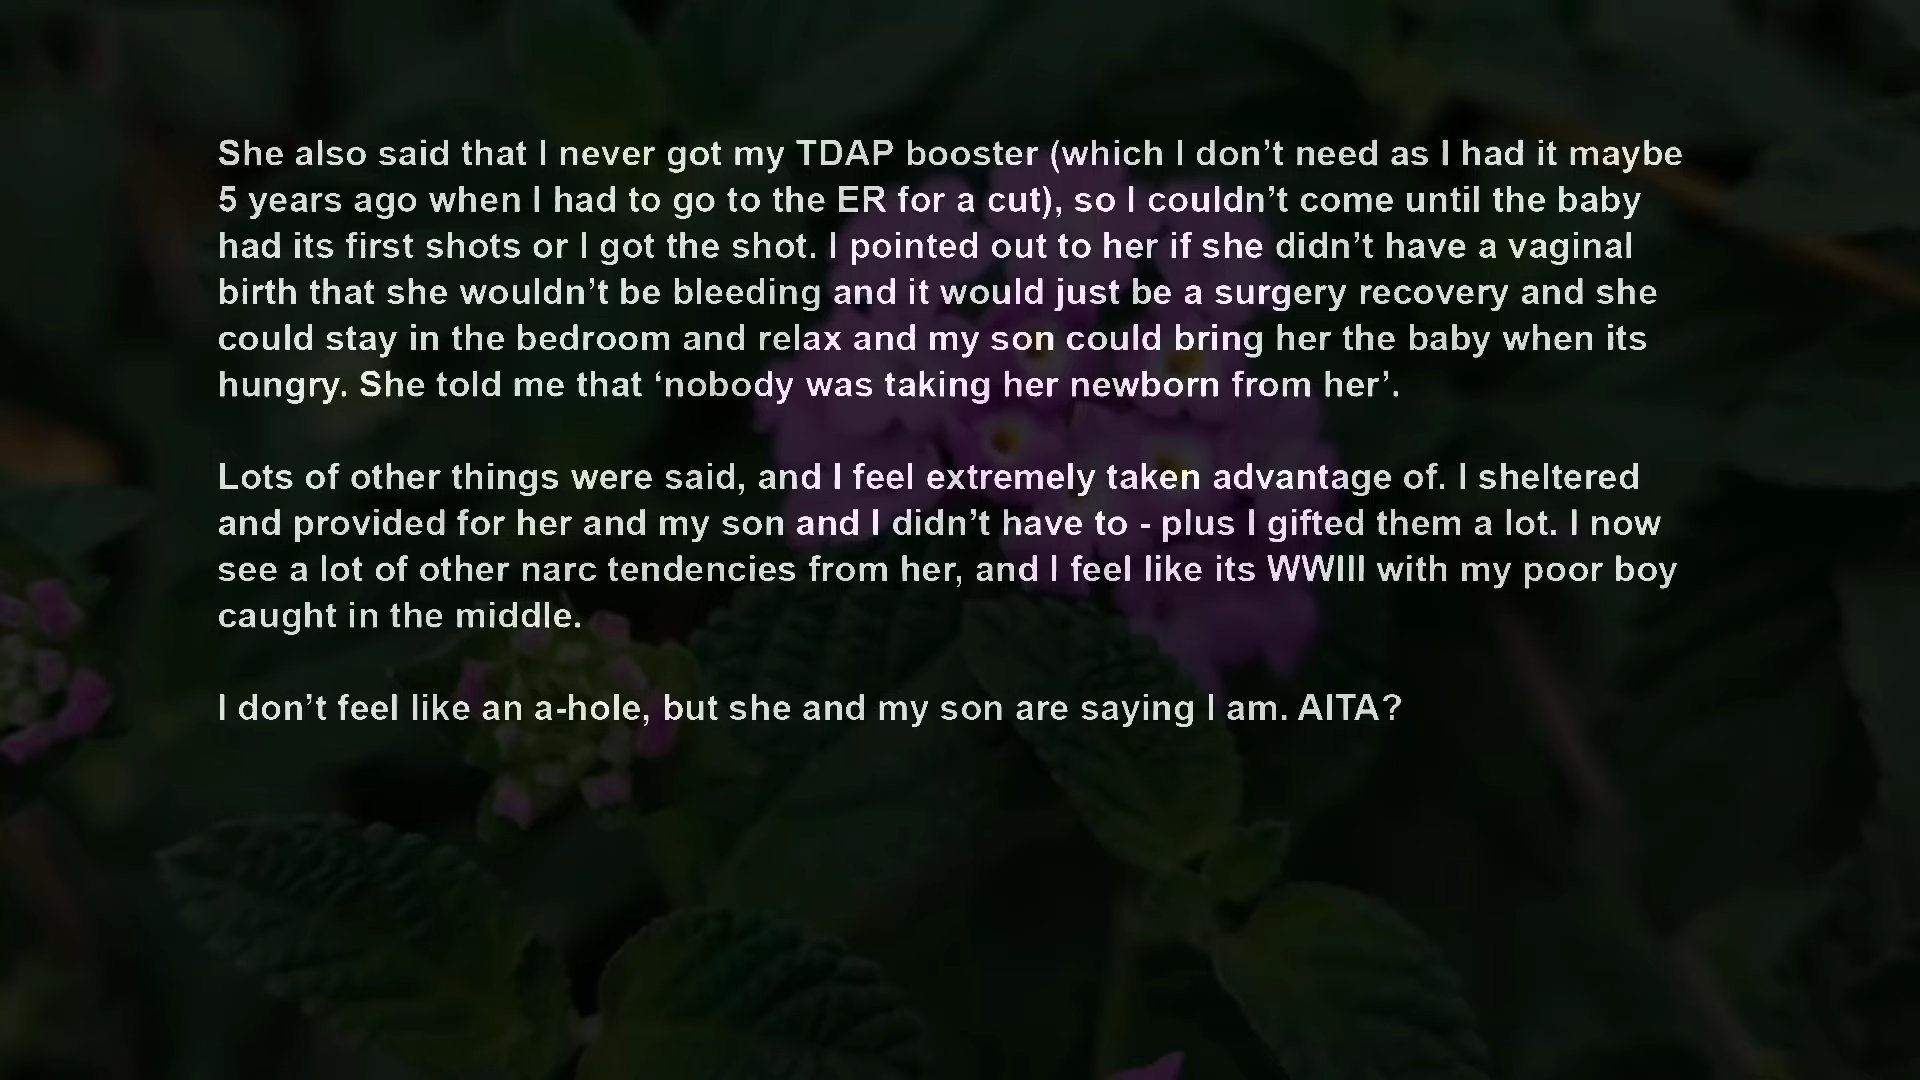 She also said that I never got my TDAP booster (which I don’t need as I had it maybe
5 years ago when I had to go to the ER for a cut), so I couldn’t come until the baby
had its first shots or I got the shot. I pointed out to her if she didn’t have a vaginal
birth that she wouldn’t be bleeding and it would just be a surgery recovery and she
could stay in the bedroom and relax and my son could bring her the baby when its
hungry. She told me that ‘nobody was taking her newborn from her’.
Lots of other things were said, and I feel extremely taken advantage of. I sheltered
and provided for her and my son and I didn’t have to - plus I gifted them a lot. I now
see a lot of other narc tendencies from her, and I feel like its WWIII with my poor boy
caught in the middle.
I don’t feel like an a-hole, but she and my son are saying I am. AITA?